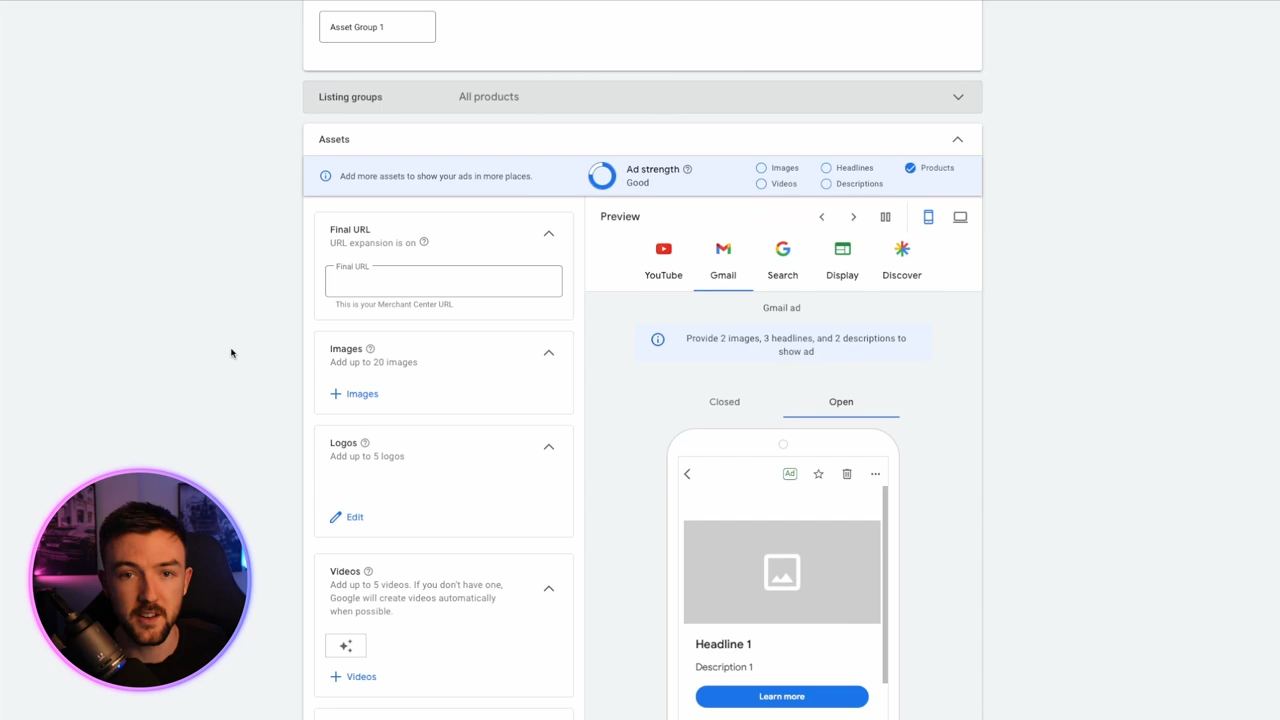 Asset Group 1
Listing groups
All products
Assets
Add more assets to show your ads in more places.
Ad strength
Good
Images
Headlines
Products
Videos
Descriptions
Final URL
URL expansion is on
Final URL
This is your Merchant Center URL
Images
Add up to 20 images
Images
Logos
Add up to 5 logos
Edit
Videos
Add up to 5 videos. If you don't have one,
Google will create videos automatically
when possible.
Videos
Preview
YouTube
Gmail
Search
Display
Discover
Gmail ad
Provide 2 images, 3 headlines, and 2 descriptions to
show ad
Closed
Open
Ad
Headline 1
Description 1
Learn more